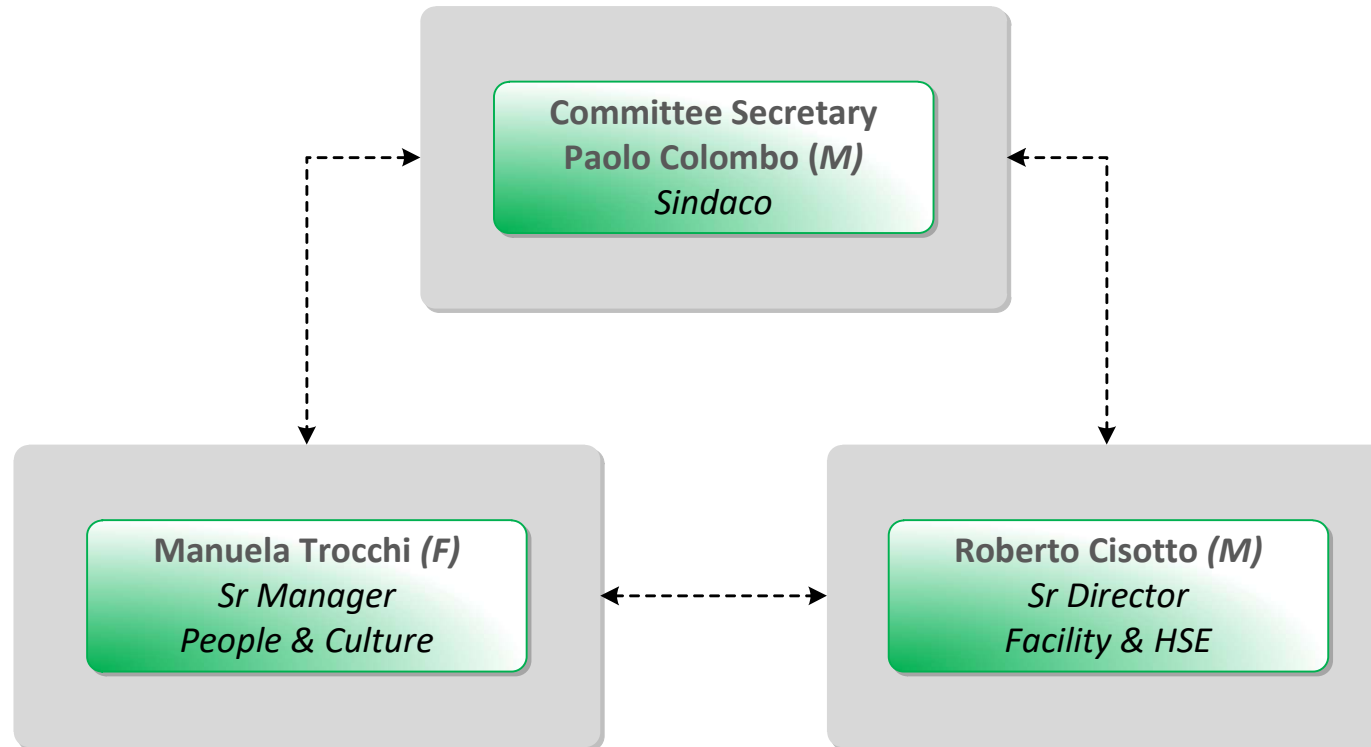 Committee Secretary
Paolo Colombo (M)
Sindaco
Manuela Trocchi (F)
Sr Manager
People & Culture
Roberto Cisotto (M)
Sr Director
Facility & HSE